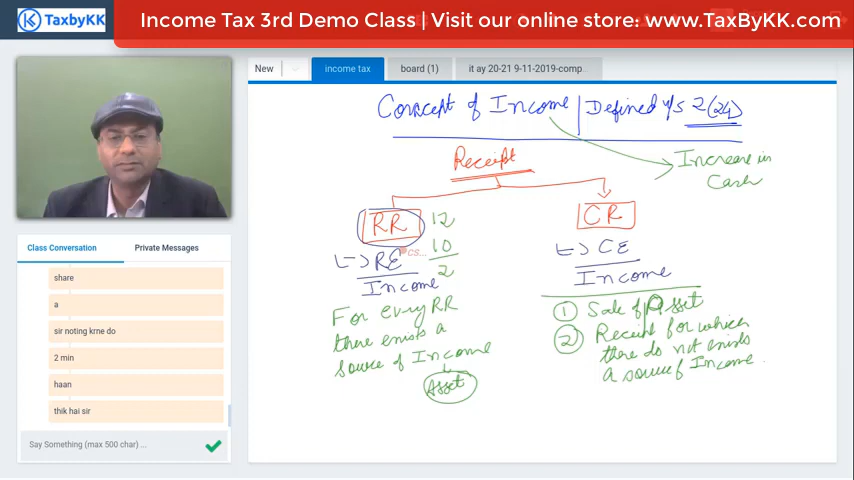 Income Tax 3rd Demo Class | Visit our online store: www.TaxByKK.com
K TaxbyKK
New
income tax
board (1)
it ay 20-21 9-11-2019-comp...
Concept of Income | Defined u/s 2(24)
Receipt
Increase in
Cash
RR
12
10
2
CR
↳ RE
Income
↳ CE
Income
For every RR
there exists a
source of Income
Asset
1 Sale of Asset
2 Receipt for which
there do not exists
a source of Income.
Class Conversation
Private Messages
share
a
sir noting krne do
2 min
haan
thik hai sir
Say Something (max 500 char) ...